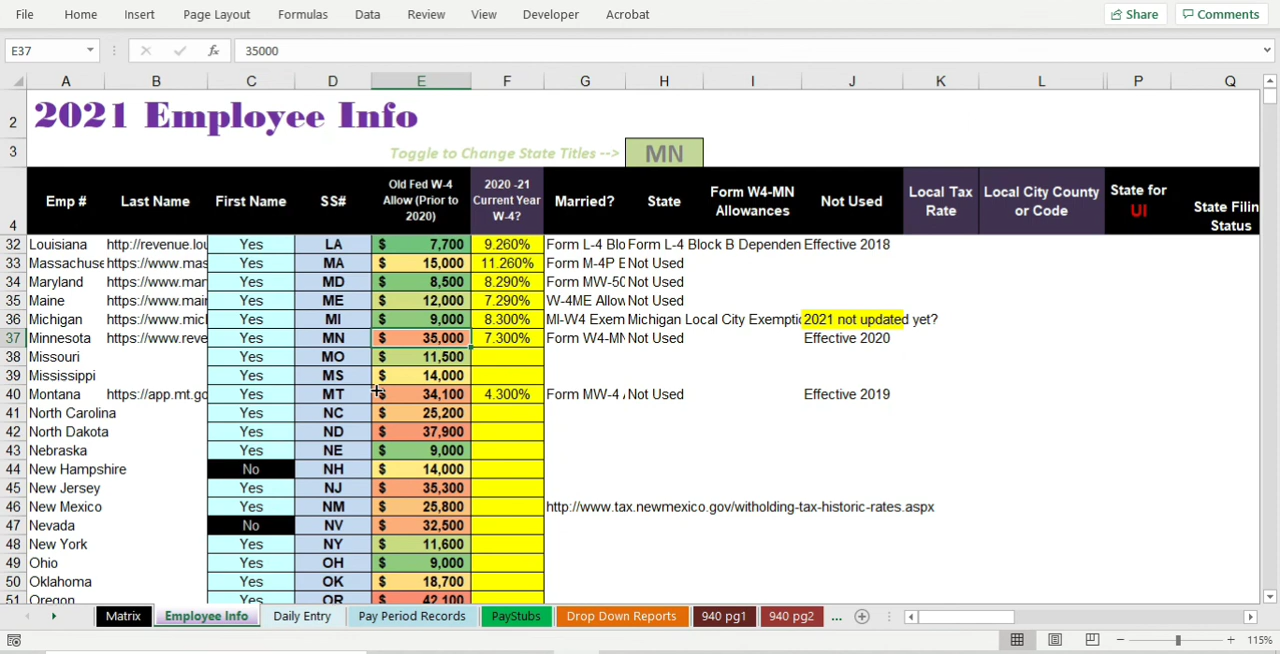 File Home Insert Page Layout Formulas Data Review View Developer Acrobat Share Comments
E37 fx 35000
A B C D E F G H I J K L P Q
2 2021 Employee Info
3 Toggle to Change State Titles --> MN
4 Emp # Last Name First Name SS# Old Fed W-4 Allow (Prior to 2020) 2020 -21 Current Year W-4? Married? State Form W4-MN Allowances Not Used Local Tax Rate Local City County or Code State for UI State Filin Status
32 Louisiana http://revenue.lou Yes LA $ 7,700 9.260% Form L-4 Blo Form L-4 Block B Dependen Effective 2018
33 Massachuse https://www.mas Yes MA $ 15,000 11.260% Form M-4P E Not Used
34 Maryland https://www.mar Yes MD $ 8,500 8.290% Form MW-50 Not Used
35 Maine https://www.main Yes ME $ 12,000 7.290% W-4ME Allow Not Used
36 Michigan https://www.micl Yes MI $ 9,000 8.300% MI-W4 Exem Michigan Local City Exemptio 2021 not updated yet?
37 Minnesota https://www.reve Yes MN $ 35,000 7.300% Form W4-MN Not Used Effective 2020
38 Missouri Yes MO $ 11,500
39 Mississippi Yes MS $ 14,000
40 Montana https://app.mt.go Yes MT $ 34,100 4.300% Form MW-4 Not Used Effective 2019
41 North Carolina Yes NC $ 25,200
42 North Dakota Yes ND $ 37,900
43 Nebraska Yes NE $ 9,000
44 New Hampshire No NH $ 14,000
45 New Jersey Yes NJ $ 35,300
46 New Mexico Yes NM $ 25,800 http://www.tax.newmexico.gov/witholding-tax-historic-rates.aspx
47 Nevada No NV $ 32,500
48 New York Yes NY $ 11,600
49 Ohio Yes OH $ 9,000
50 Oklahoma Yes OK $ 18,700
51 Oregon Yes OR $ 42,100
Matrix Employee Info Daily Entry Pay Period Records PayStubs Drop Down Reports 940 pg1 940 pg2 ...
115%